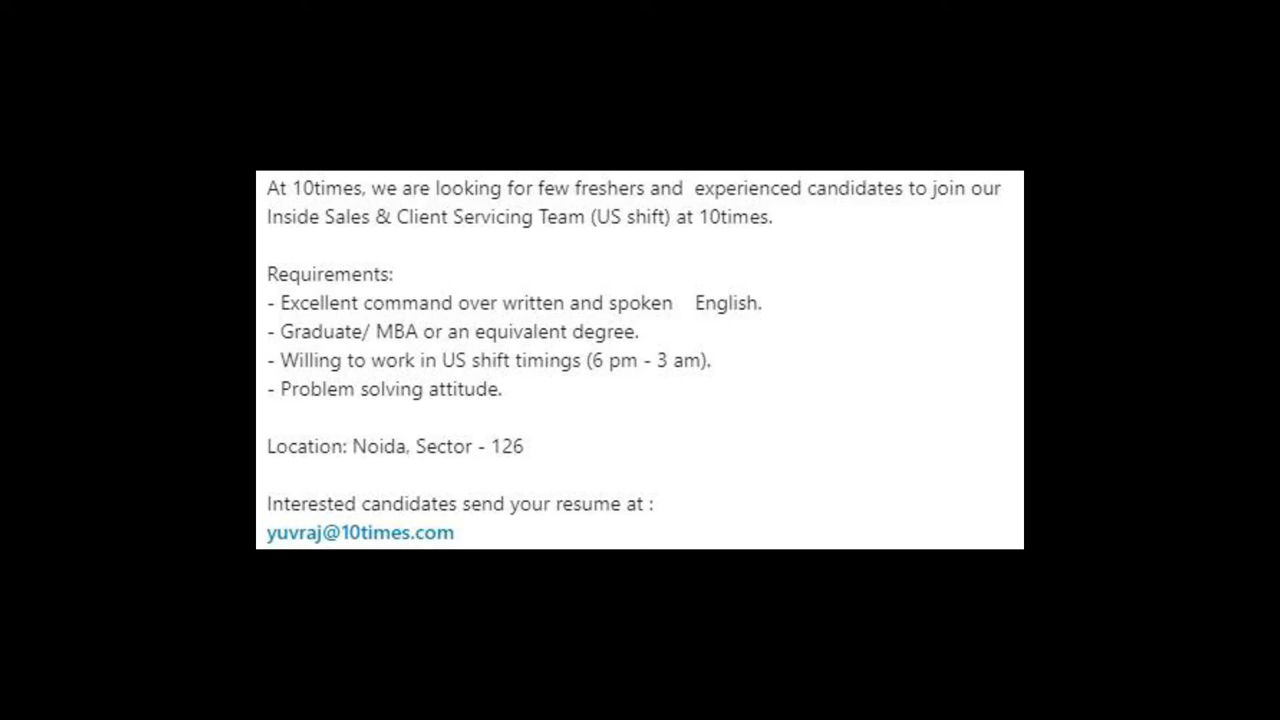 At 10times, we are looking for few freshers and  experienced candidates to join our
Inside Sales & Client Servicing Team (US shift) at 10times.
Requirements:
- Excellent command over written and spoken    English.
- Graduate/ MBA or an equivalent degree.
- Willing to work in US shift timings (6 pm - 3 am).
- Problem solving attitude.
Location: Noida, Sector - 126
Interested candidates send your resume at :
yuvraj@10times.com